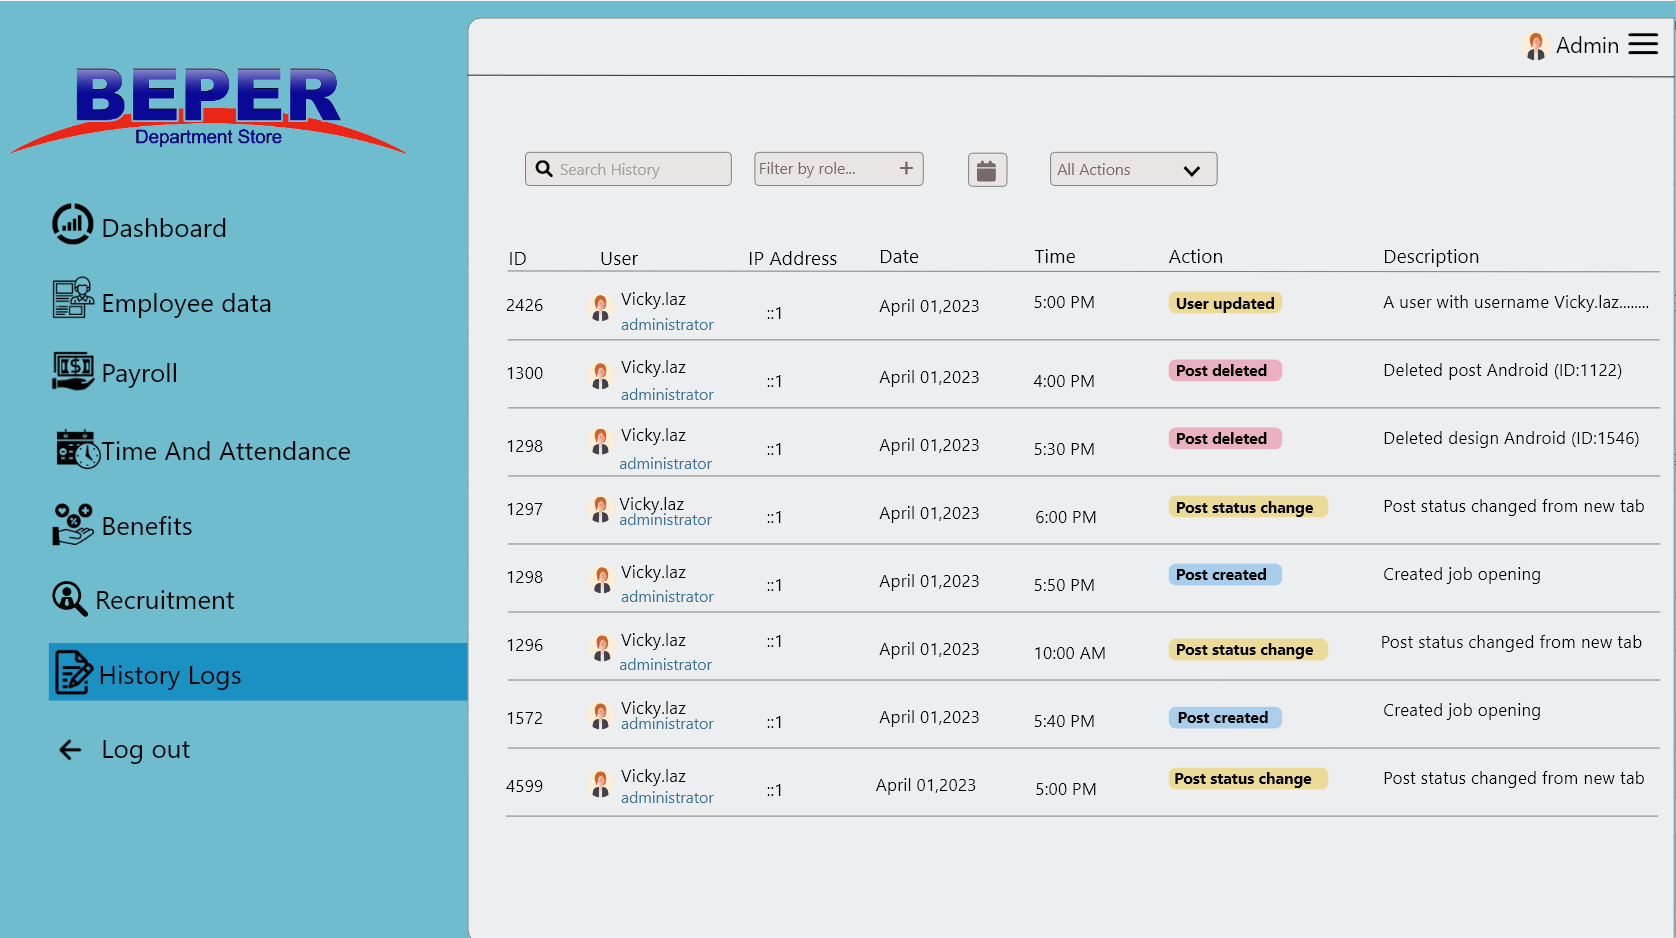 BEPER
Department Store
Dashboard
Employee data
Payroll
Time And Attendance
Benefits
Recruitment
History Logs
Log out
Admin
Search History
Filter by role...
All Actions
ID User IP Address Date Time Action Description
2426 Vicky.laz administrator ::1 April 01,2023 5:00 PM User updated A user with username Vicky.laz........
1300 Vicky.laz administrator ::1 April 01,2023 4:00 PM Post deleted Deleted post Android (ID:1122)
1298 Vicky.laz administrator ::1 April 01,2023 5:30 PM Post deleted Deleted design Android (ID:1546)
1297 Vicky.laz administrator ::1 April 01,2023 6:00 PM Post status change Post status changed from new tab
1298 Vicky.laz administrator ::1 April 01,2023 5:50 PM Post created Created job opening
1296 Vicky.laz administrator ::1 April 01,2023 10:00 AM Post status change Post status changed from new tab
1572 Vicky.laz administrator ::1 April 01,2023 5:40 PM Post created Created job opening
4599 Vicky.laz administrator ::1 April 01,2023 5:00 PM Post status change Post status changed from new tab